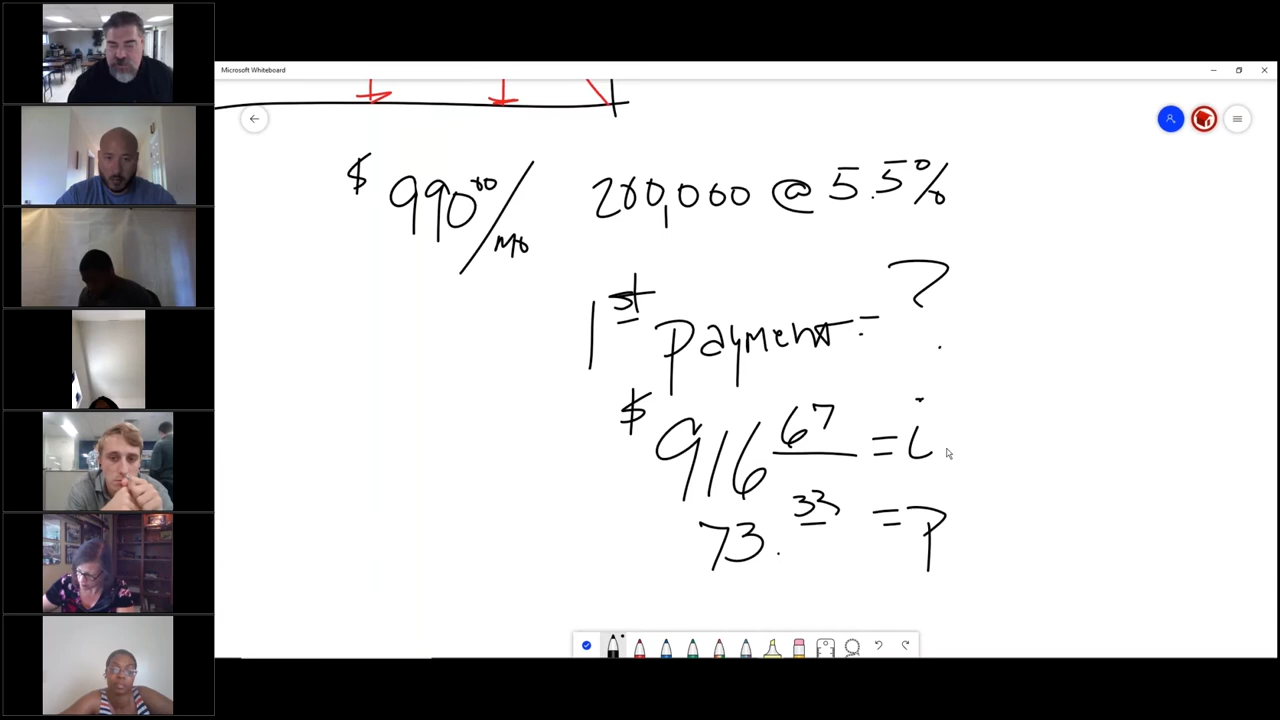 Microsoft Whiteboard
$ 990 00/MO
200,000 @ 5.5%
1st payment = ?
$ 916 67 = i
73. 33 = P